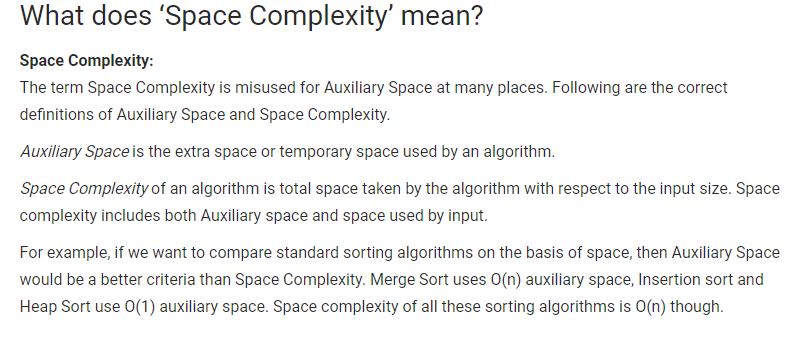 What does ‘Space Complexity’ mean?
Space Complexity:
The term Space Complexity is misused for Auxiliary Space at many places. Following are the correct
definitions of Auxiliary Space and Space Complexity.
Auxiliary Space is the extra space or temporary space used by an algorithm.
Space Complexity of an algorithm is total space taken by the algorithm with respect to the input size. Space
complexity includes both Auxiliary space and space used by input.
For example, if we want to compare standard sorting algorithms on the basis of space, then Auxiliary Space
would be a better criteria than Space Complexity. Merge Sort uses O(n) auxiliary space, Insertion sort and
Heap Sort use O(1) auxiliary space. Space complexity of all these sorting algorithms is O(n) though.